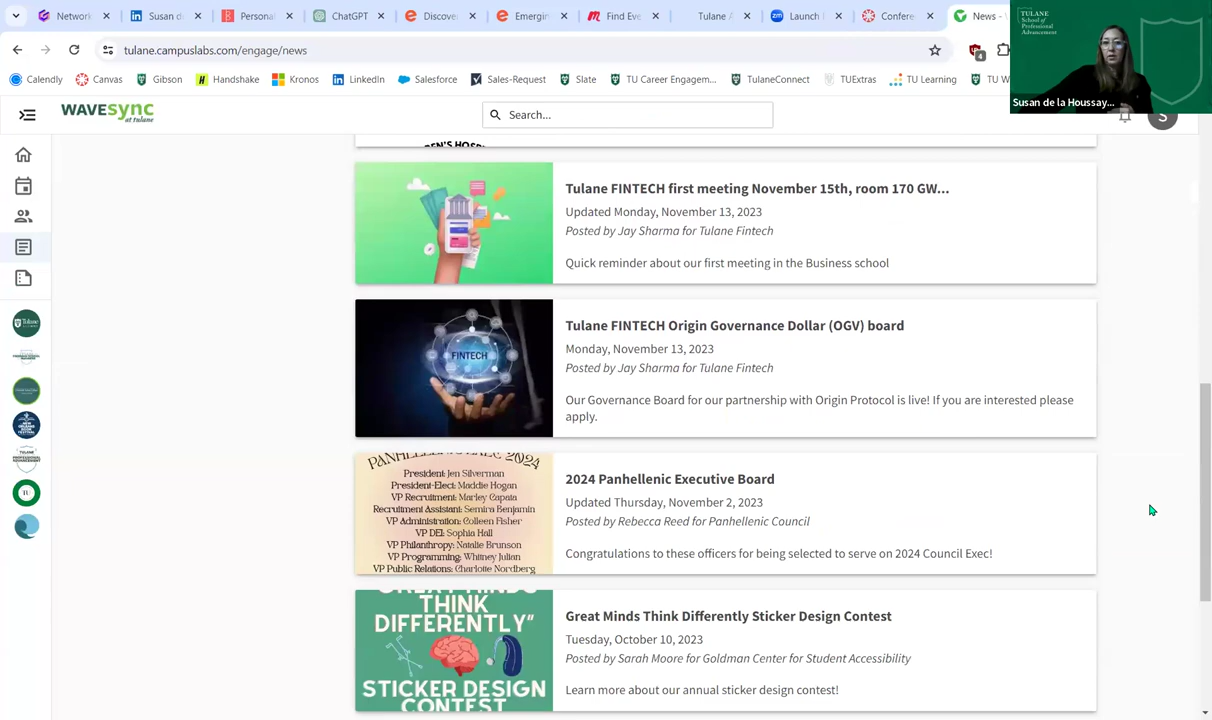 Wavelen
Susan d
Personal
ChatGPT
Discove
Emergin
Mind Eve
Tulane
Launch
Confere
News -
tulane.campuslabs.com/engage/news
4
Calendly
Canvas
Gibson
Handshake
Kronos
LinkedIn
Salesforce
Sales-Request
Slate
TU Career Engagem...
TulaneConnect
TUExtras
TU Learning
TU W
TULANE
School of
Professional
Advancement
Susan de la Houssay...
WAVESYNC
at tulane
Search...
S
Tulane FINTECH first meeting November 15th, room 170 GW...
Updated Monday, November 13, 2023
Posted by Jay Sharma for Tulane Fintech
Quick reminder about our first meeting in the Business school
FINTECH
Tulane FINTECH Origin Governance Dollar (OGV) board
Monday, November 13, 2023
Posted by Jay Sharma for Tulane Fintech
Our Governance Board for our partnership with Origin Protocol is live! If you are interested please
apply.
PANHELLENIC EXEC 2024
President: Jen Silverman
President-Elect: Maddie Hogan
VP Recruitment: Marley Capata
Recruitment Assistant: Semira Benjamin
VP Administration: Colleen Fisher
VP DEI: Sophia Hall
VP Philanthropy: Natalie Brunson
VP Programming: Whitney Julian
VP Public Relations: Charlotte Nordberg
2024 Panhellenic Executive Board
Updated Thursday, November 2, 2023
Posted by Rebecca Reed for Panhellenic Council
Congratulations to these officers for being selected to serve on 2024 Council Exec!
GREAT MINDS
THINK
DIFFERENTLY"
STICKER DESIGN
CONTEST
Great Minds Think Differently Sticker Design Contest
Tuesday, October 10, 2023
Posted by Sarah Moore for Goldman Center for Student Accessibility
Learn more about our annual sticker design contest!